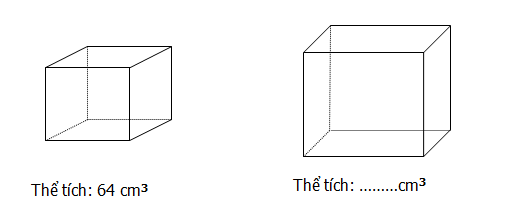 Thể tích: 64 cm³
Thể tích: .........cm³